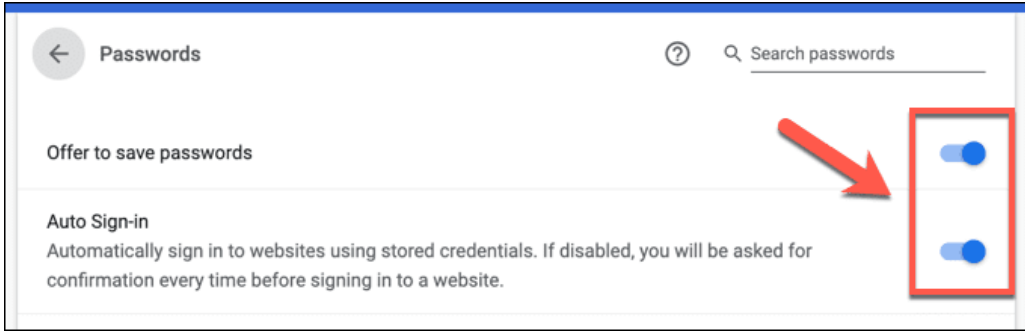 Passwords
Search passwords
Offer to save passwords
Auto Sign-in
Automatically sign in to websites using stored credentials. If disabled, you will be asked for
confirmation every time before signing in to a website.